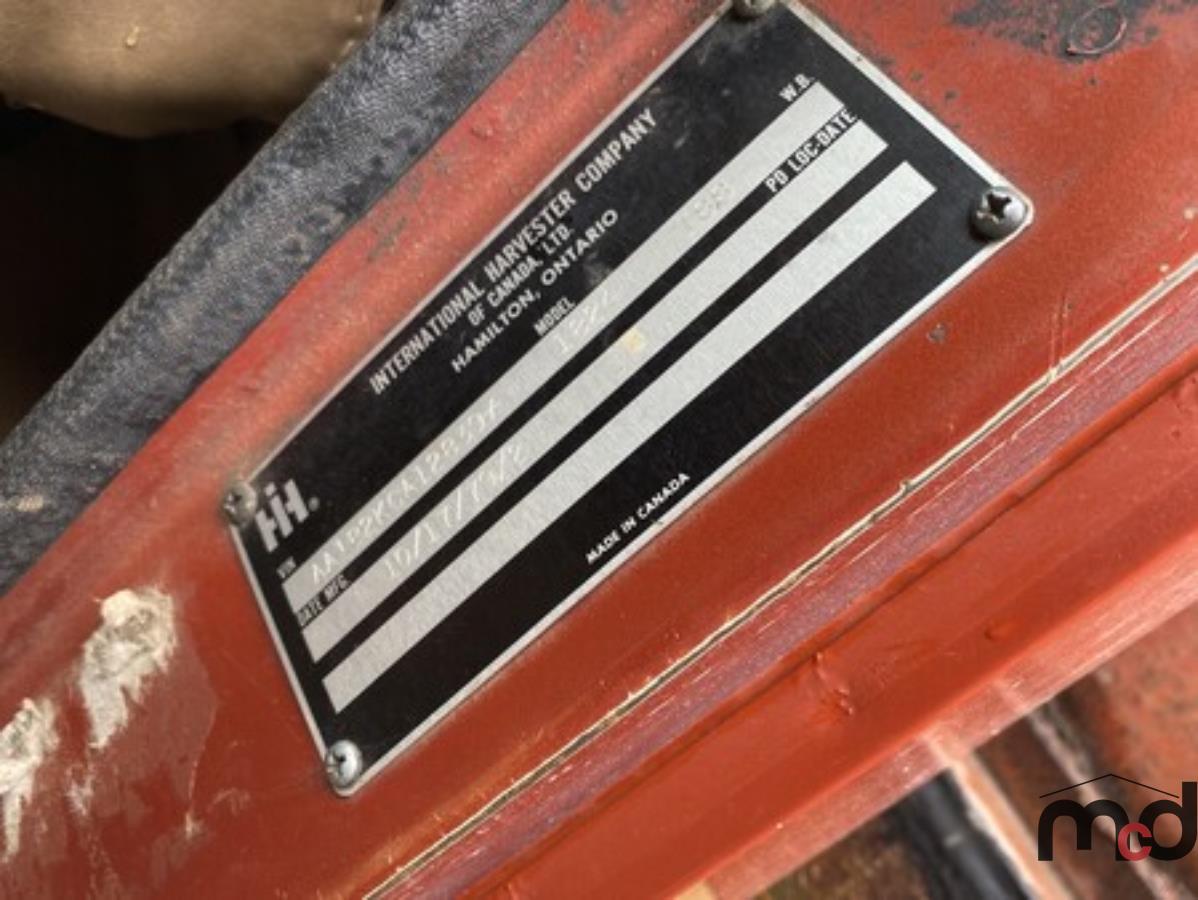 INTERNATIONAL HARVESTER COMPANY
OF CANADA, LTD.
HAMILTON, ONTARIO
MODEL
W.B.
IH.
VIN
DATE MFG.
PD LOC-DATE
MADE IN CANADA
mcd